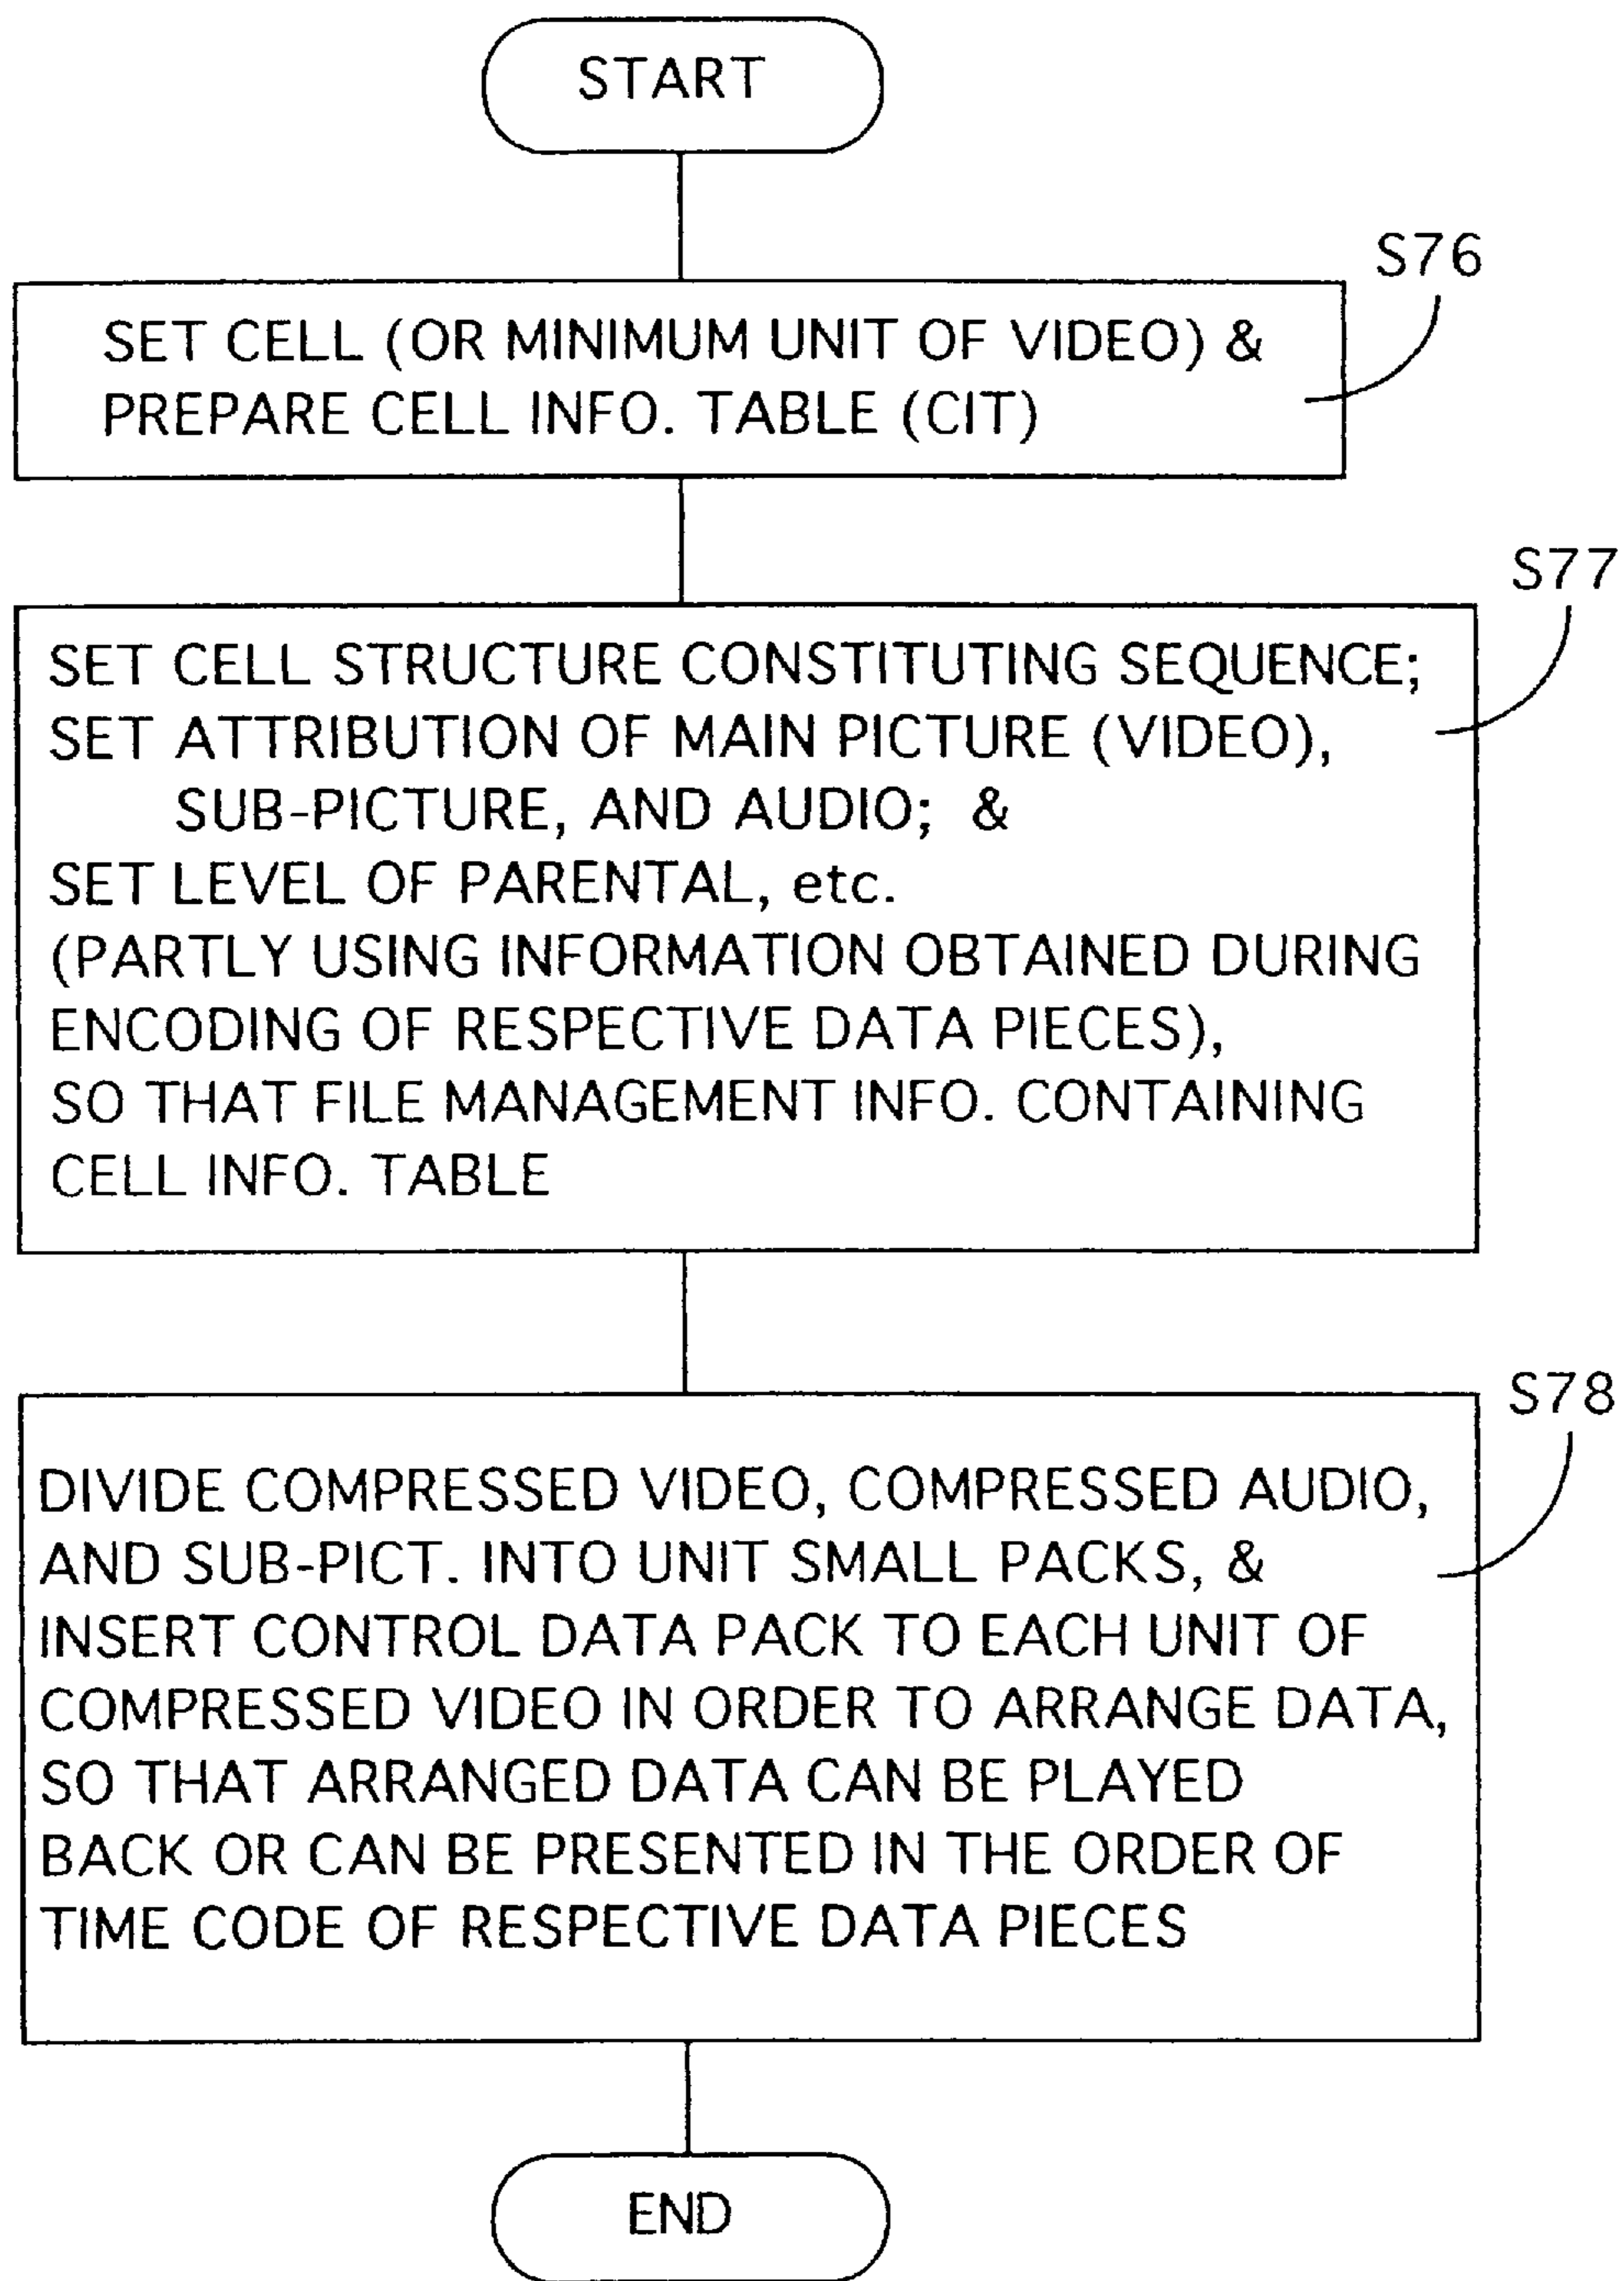 START
S76
SET CELL (OR MINIMUM UNIT OF VIDEO) &
PREPARE CELL INFO. TABLE (CIT)
S77
SET CELL STRUCTURE CONSTITUTING SEQUENCE;
SET ATTRIBUTION OF MAIN PICTURE (VIDEO),
SUB-PICTURE, AND AUDIO; &
SET LEVEL OF PARENTAL, etc.
(PARTLY USING INFORMATION OBTAINED DURING
ENCODING OF RESPECTIVE DATA PIECES),
SO THAT FILE MANAGEMENT INFO. CONTAINING
CELL INFO. TABLE
S78
DIVIDE COMPRESSED VIDEO, COMPRESSED AUDIO,
AND SUB-PICT. INTO UNIT SMALL PACKS, &
INSERT CONTROL DATA PACK TO EACH UNIT OF
COMPRESSED VIDEO IN ORDER TO ARRANGE DATA,
SO THAT ARRANGED DATA CAN BE PLAYED
BACK OR CAN BE PRESENTED IN THE ORDER OF
TIME CODE OF RESPECTIVE DATA PIECES
END